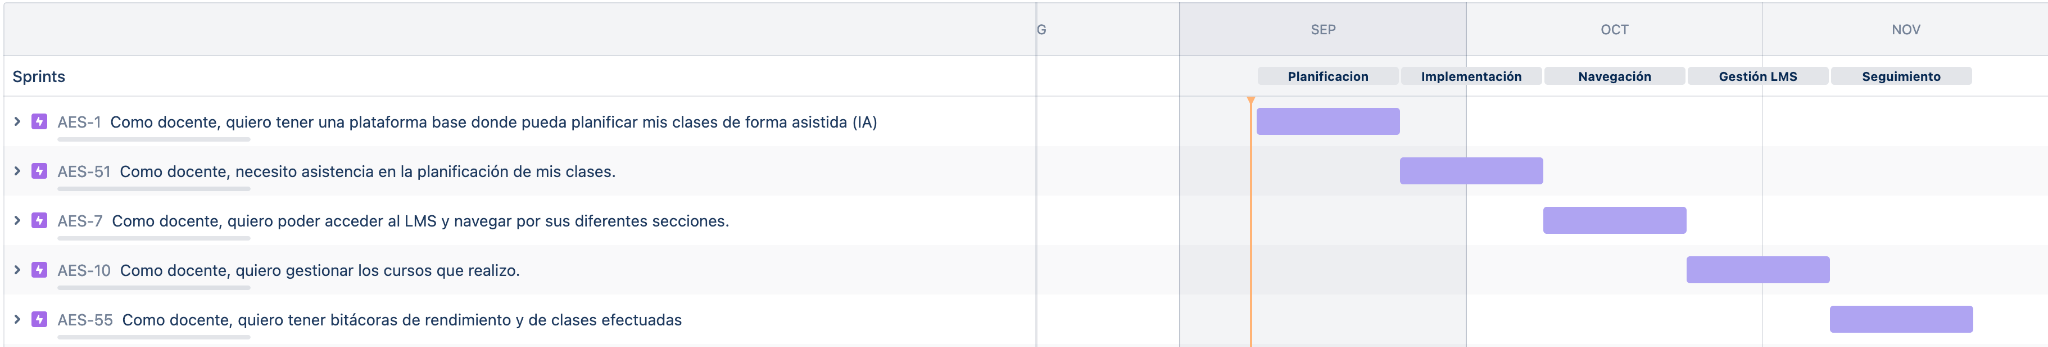 G SEP OCT NOV
Sprints Planificacion Implementación Navegación Gestión LMS Seguimiento
AES-1 Como docente, quiero tener una plataforma base donde pueda planificar mis clases de forma asistida (IA)
AES-51 Como docente, necesito asistencia en la planificación de mis clases.
AES-7 Como docente, quiero poder acceder al LMS y navegar por sus diferentes secciones.
AES-10 Como docente, quiero gestionar los cursos que realizo.
AES-55 Como docente, quiero tener bitácoras de rendimiento y de clases efectuadas